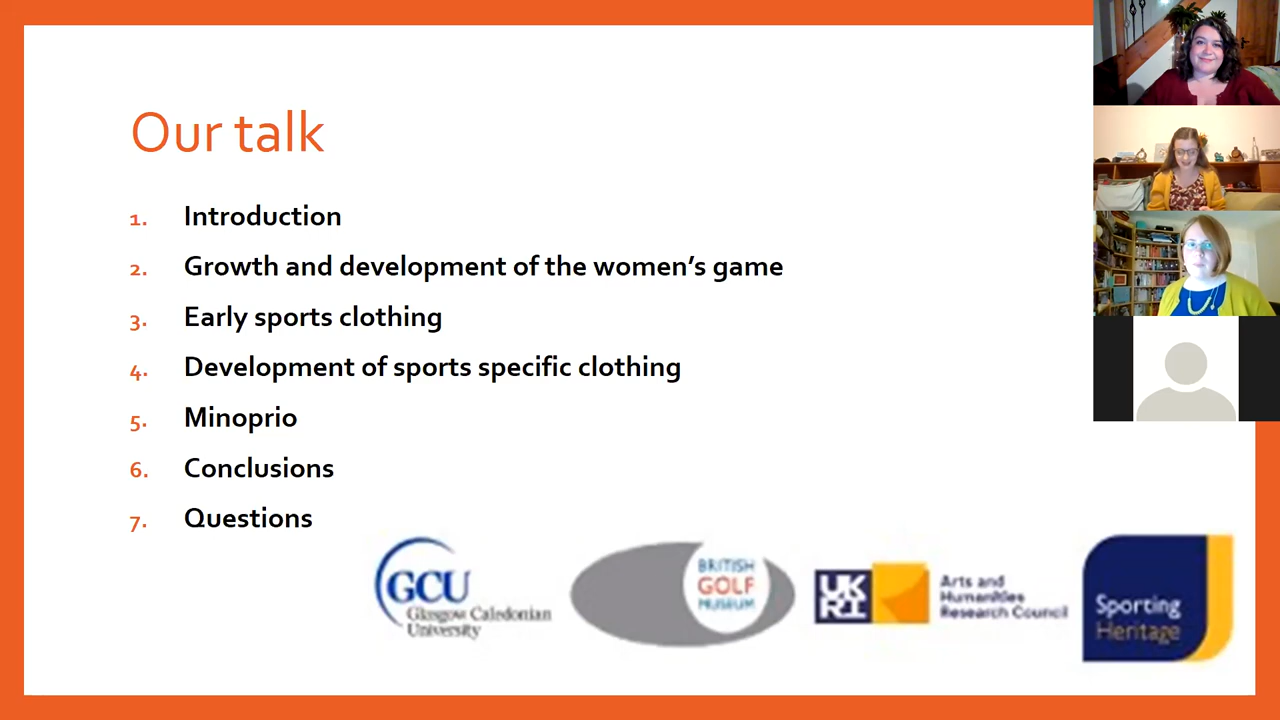 Our talk
1. Introduction
2. Growth and development of the women’s game
3. Early sports clothing
4. Development of sports specific clothing
5. Minoprio
6. Conclusions
7. Questions
GCU
Glasgow Caledonian
University
BRITISH
GOLF
MUSEUM
UK
RI
Arts and
Humanities
Research Council
Sporting
Heritage